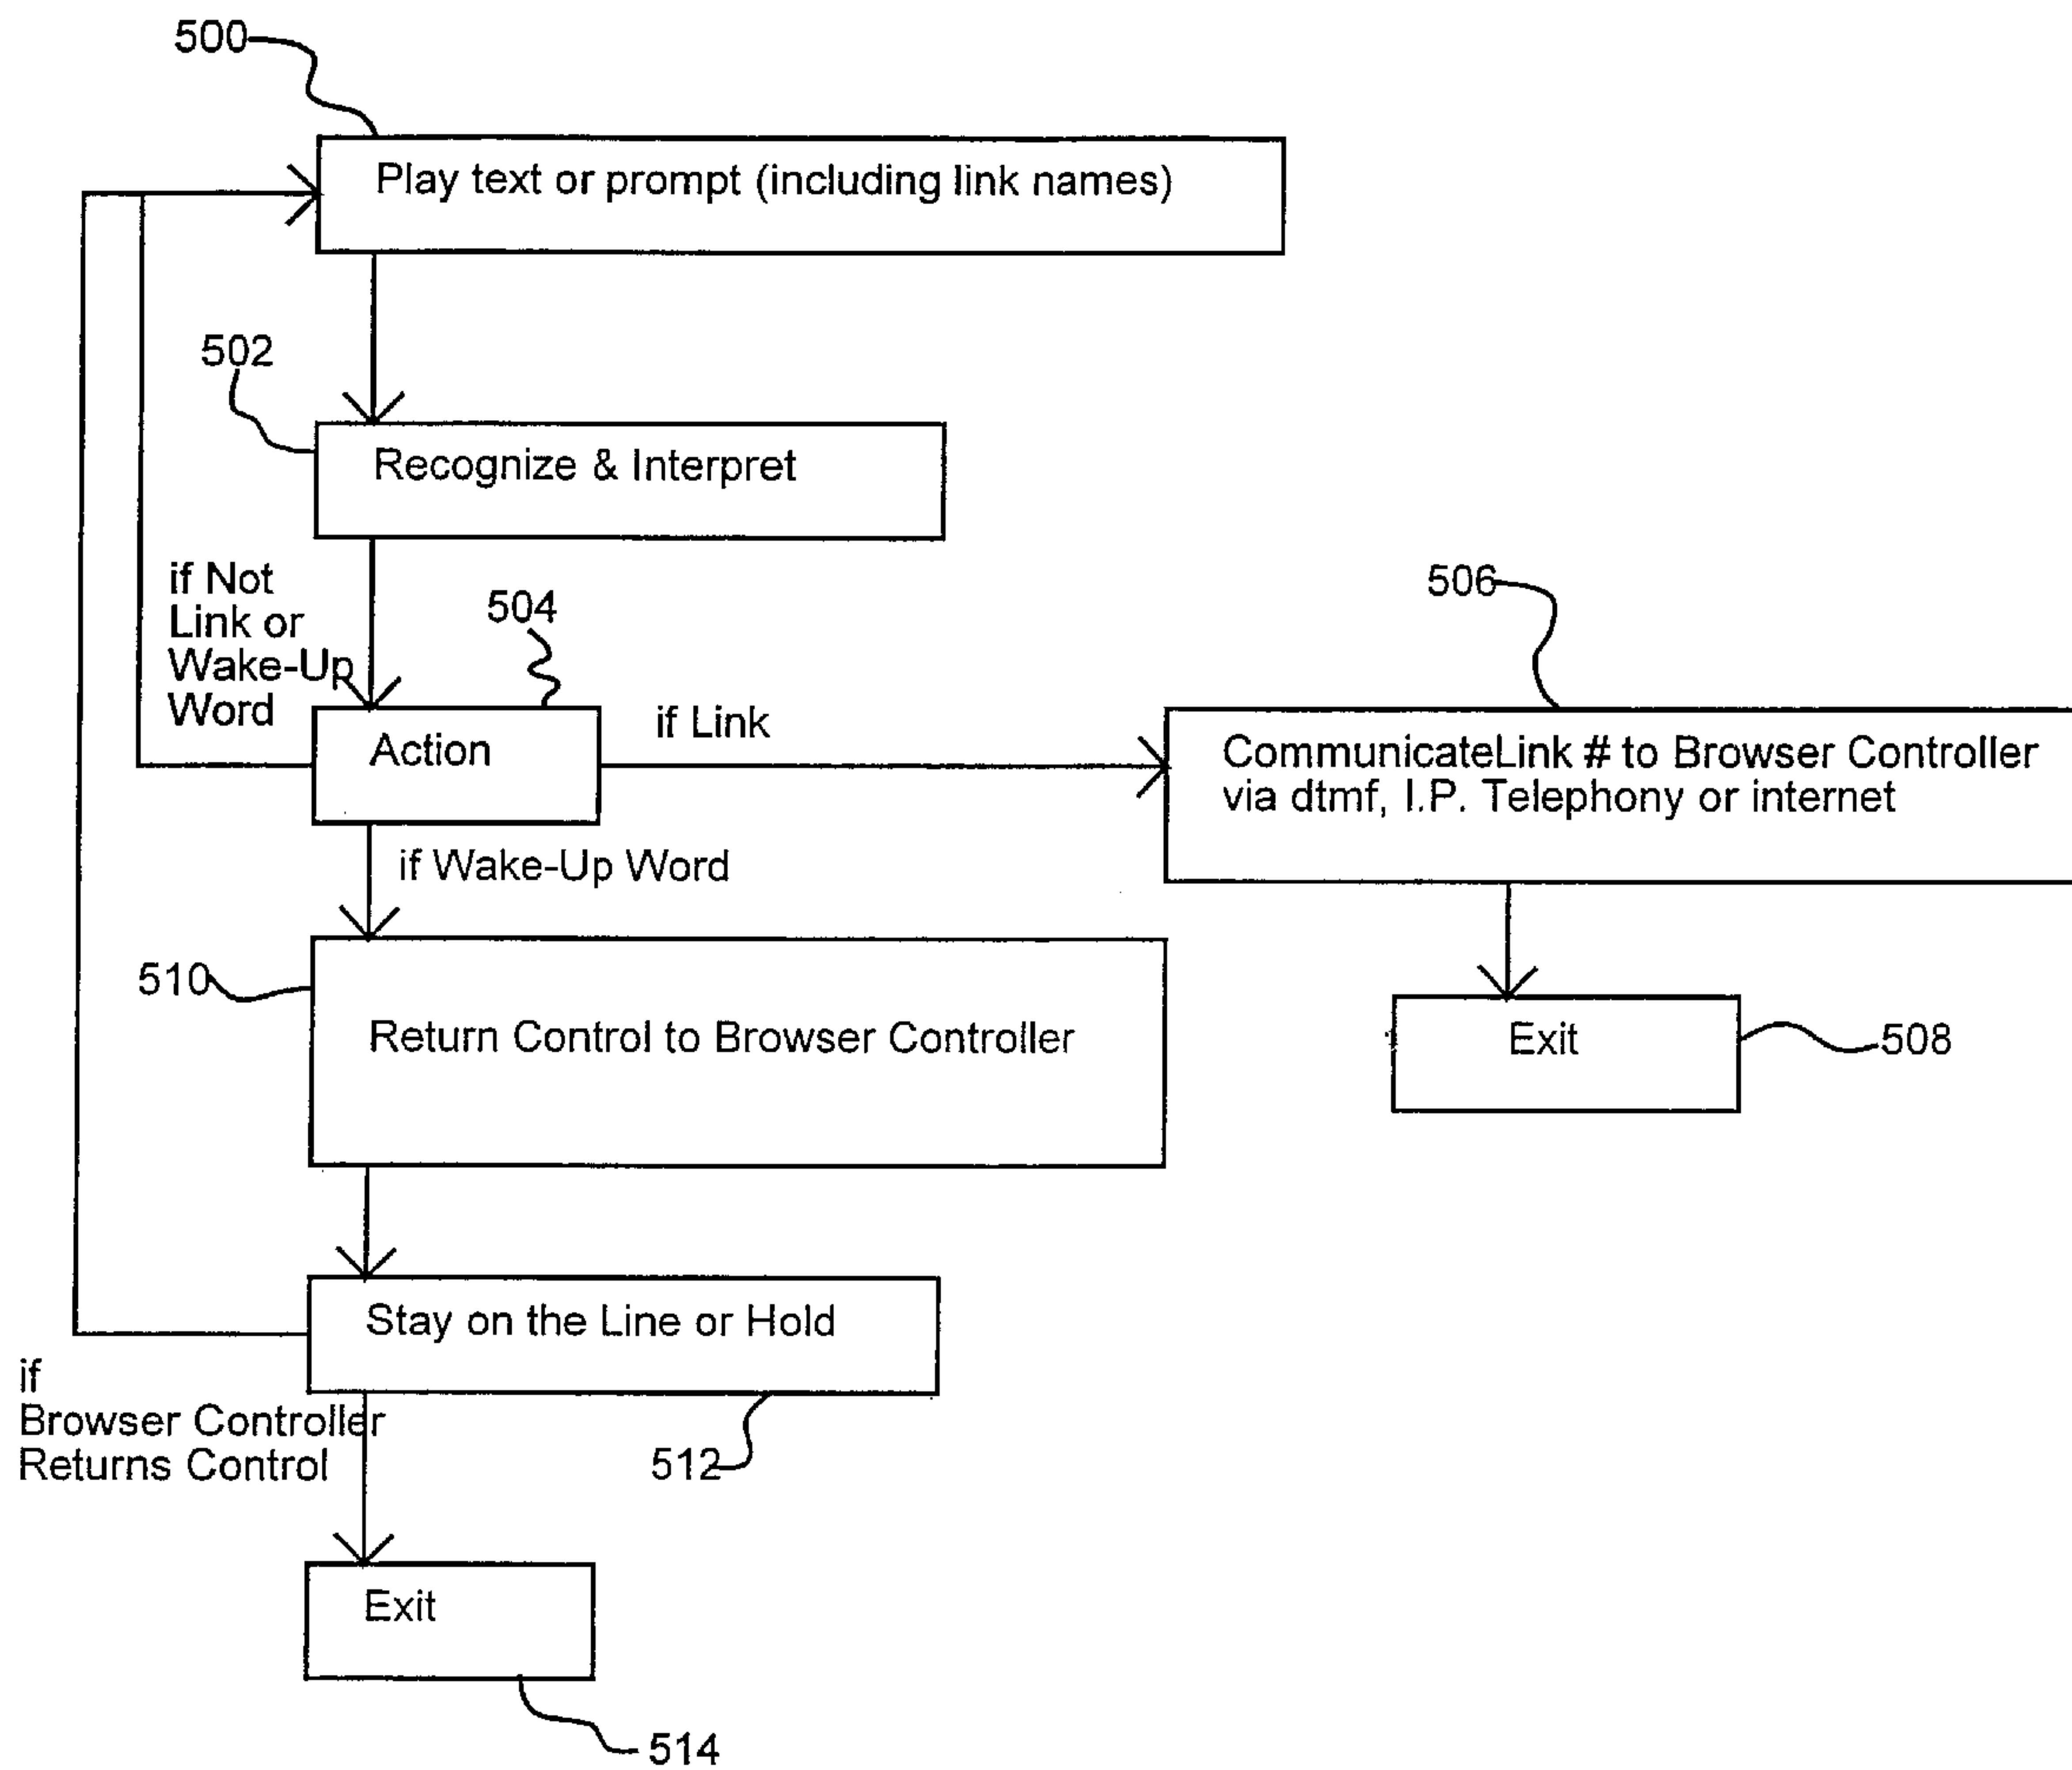 500
Play text or prompt (including link names)
502
Recognize & Interpret
if Not
Link or
Wake-Up
Word
504
Action
if Link
506
CommunicateLink # to Browser Controller
via dtmf, I.P. Telephony or internet
if Wake-Up Word
510
Return Control to Browser Controller
Exit
508
Stay on the Line or Hold
if
Browser Controller
Returns Control
512
Exit
514